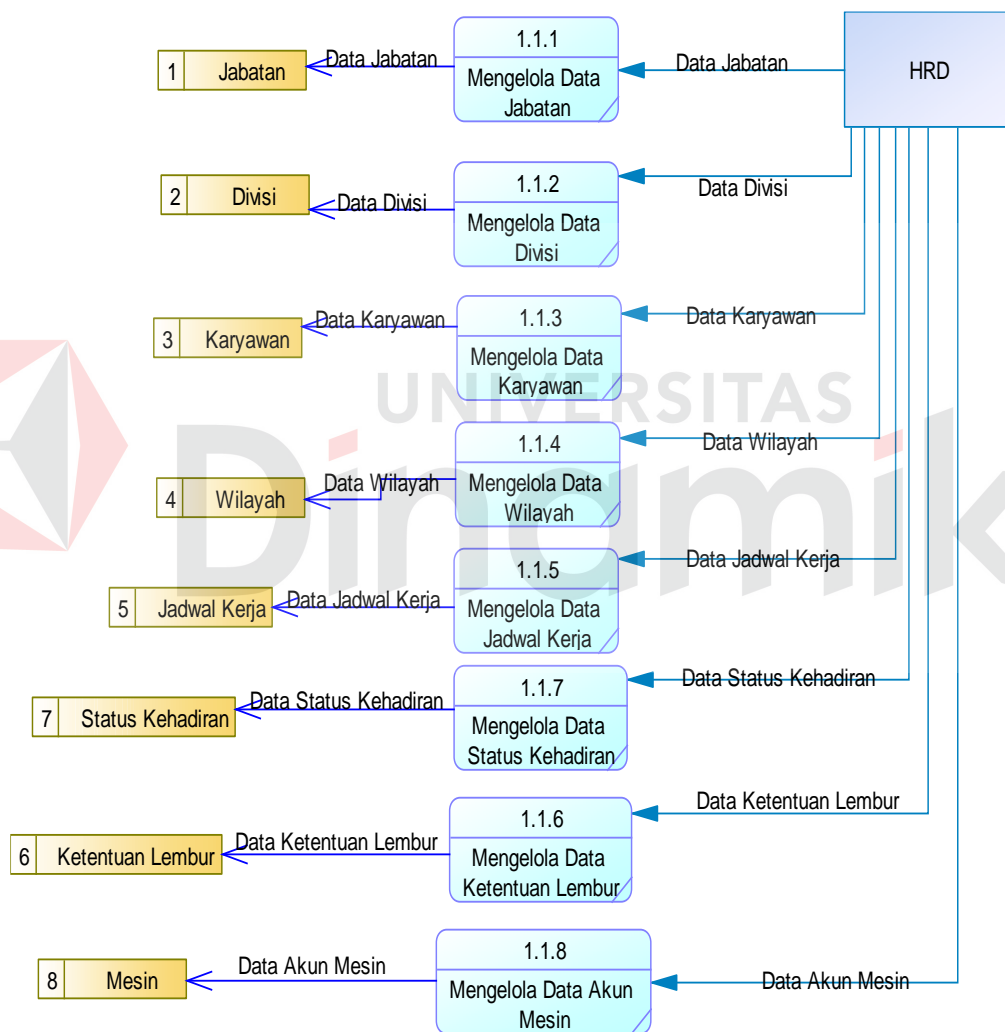 1 Jabatan
Data Jabatan
1.1.1
Mengelola Data
Jabatan
Data Jabatan
HRD
2 Divisi
Data Divisi
1.1.2
Mengelola Data
Divisi
Data Divisi
3 Karyawan
Data Karyawan
1.1.3
Mengelola Data
Karyawan
Data Karyawan
UNIVERSITAS
Dinamik
4 Wilayah
Data Wilayah
1.1.4
Mengelola Data
Wilayah
Data Wilayah
5 Jadwal Kerja
Data Jadwal Kerja
1.1.5
Mengelola Data
Jadwal Kerja
Data Jadwal Kerja
7 Status Kehadiran
Data Status Kehadiran
1.1.7
Mengelola Data
Status Kehadiran
Data Status Kehadiran
6 Ketentuan Lembur
Data Ketentuan Lembur
1.1.6
Mengelola Data
Ketentuan Lembur
Data Ketentuan Lembur
8 Mesin
Data Akun Mesin
1.1.8
Mengelola Data Akun
Mesin
Data Akun Mesin